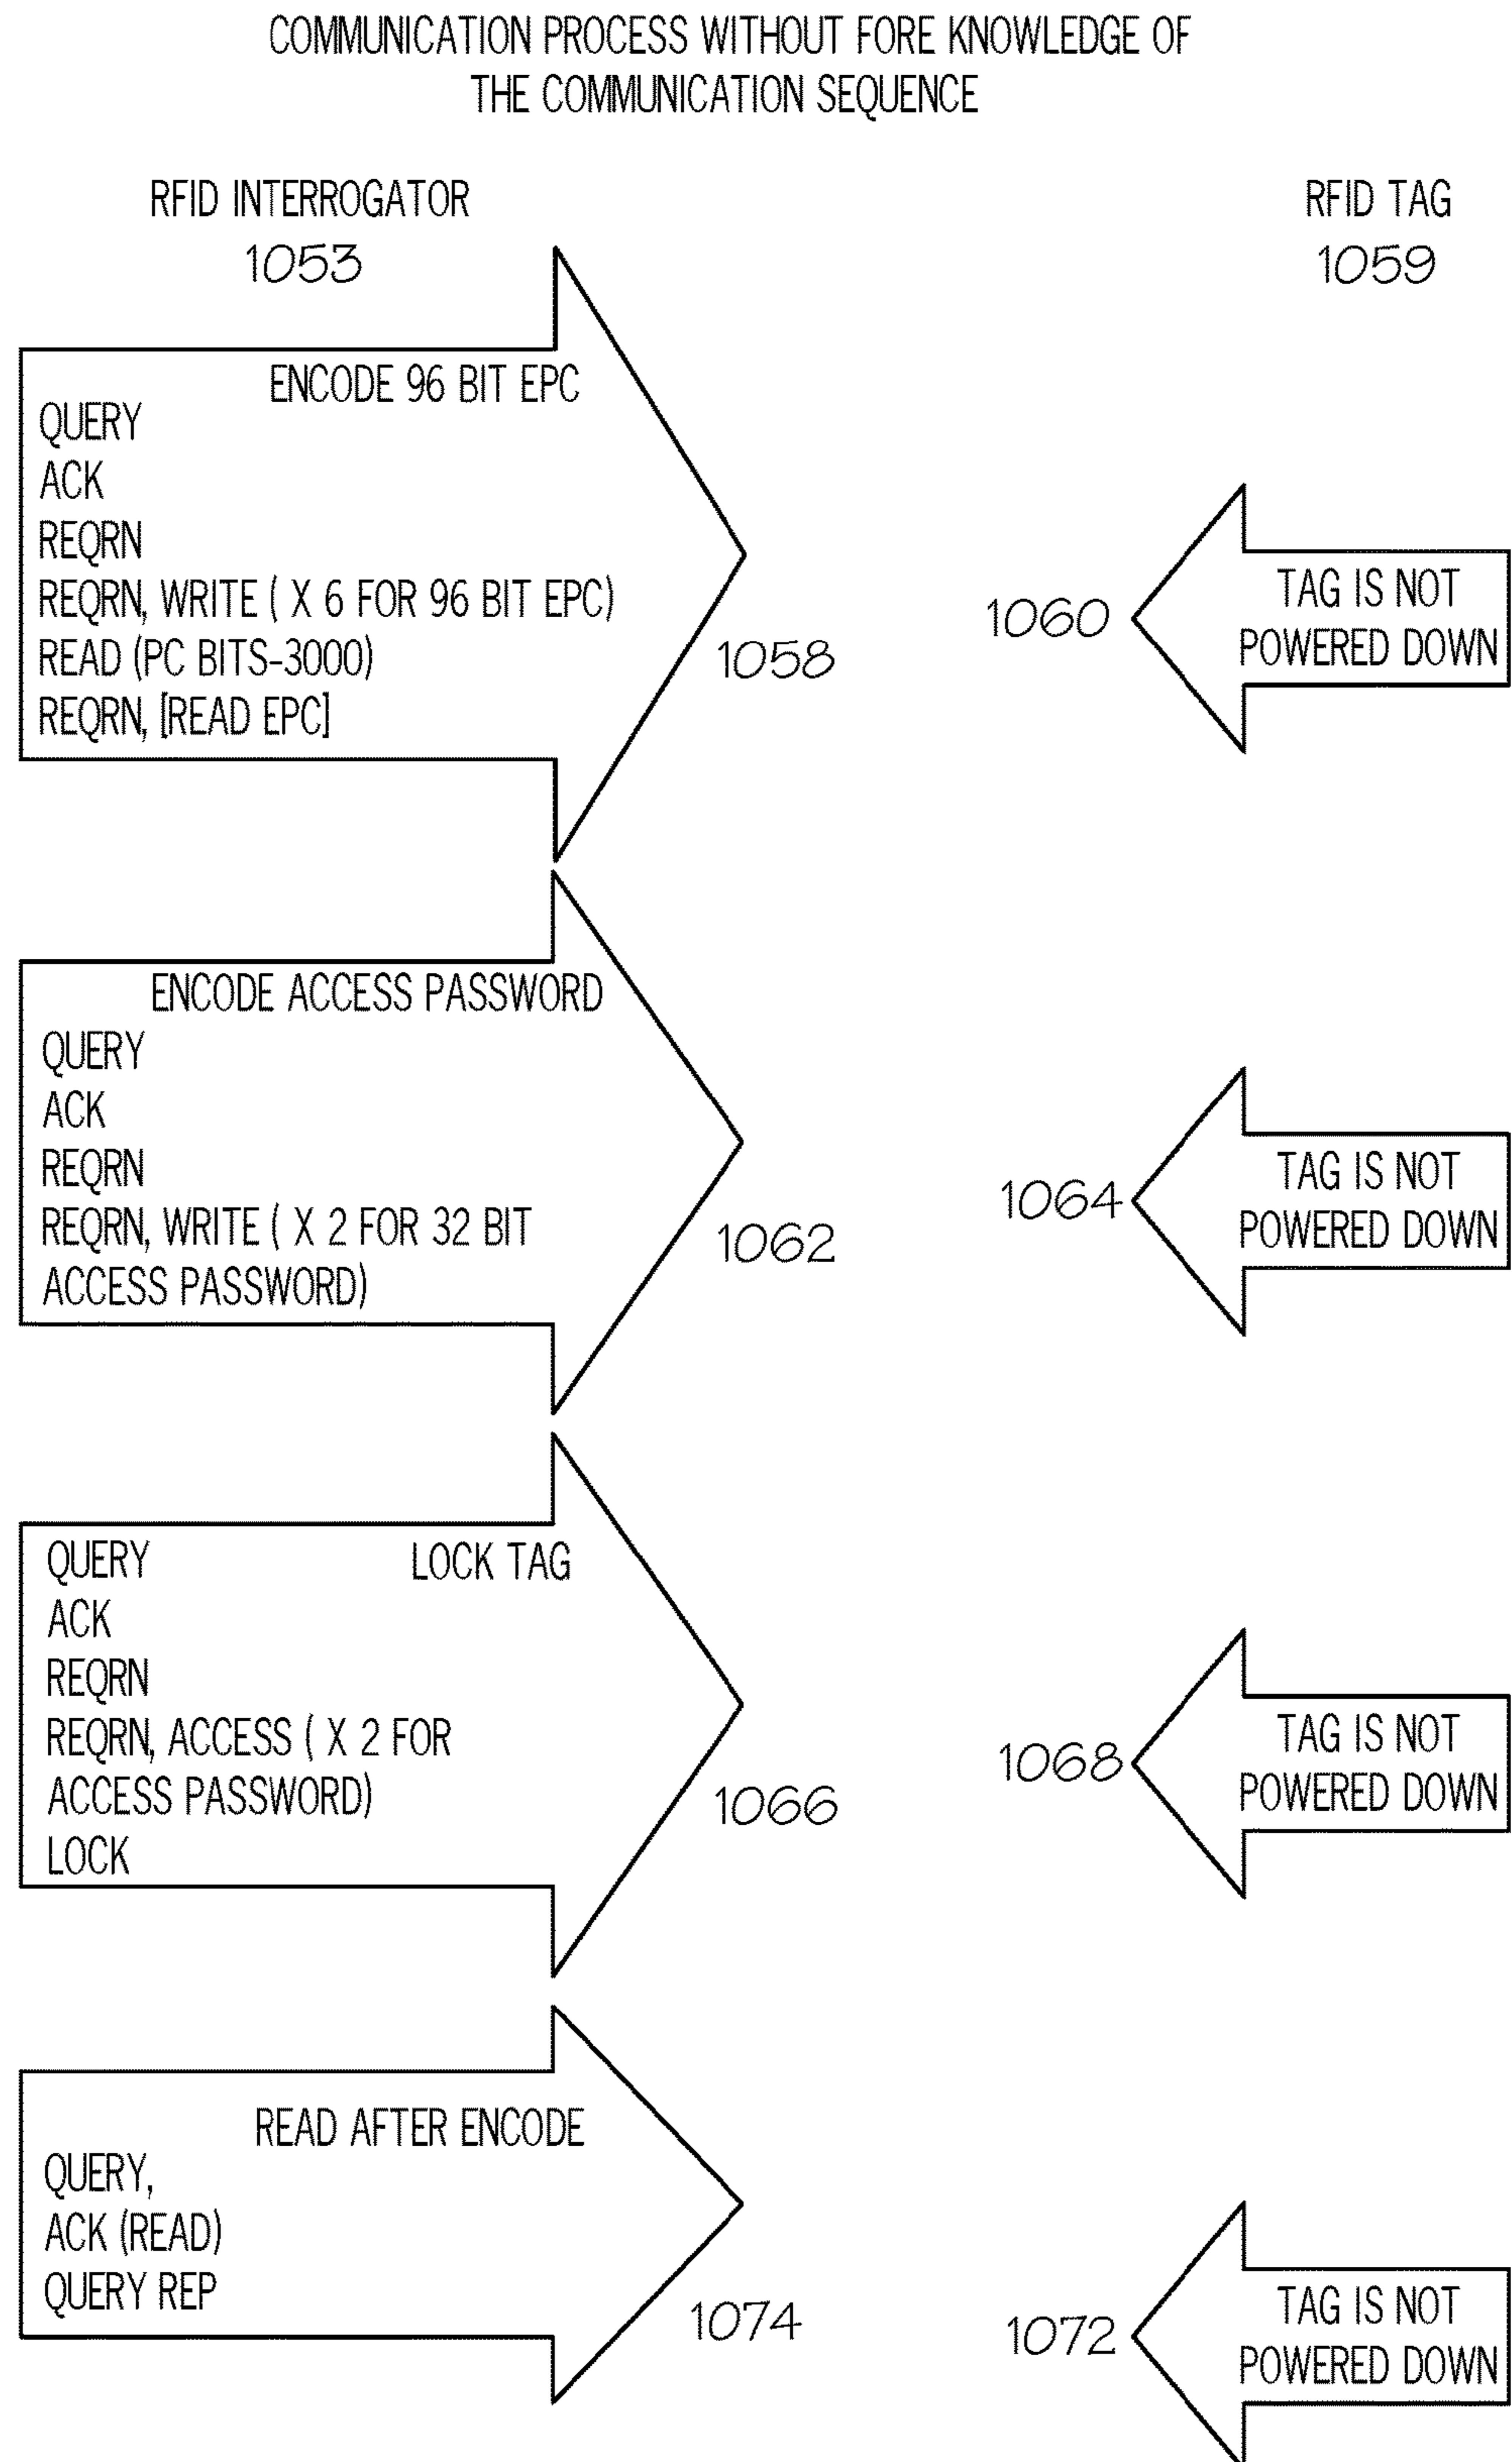 COMMUNICATION PROCESS WITHOUT FORE KNOWLEDGE OF
THE COMMUNICATION SEQUENCE
RFID INTERROGATOR
1053
RFID TAG
1059
ENCODE 96 BIT EPC
QUERY
ACK
REQRN
REQRN, WRITE ( X 6 FOR 96 BIT EPC)
READ (PC BITS-3000)
REQRN, [READ EPC]
1058
1060
TAG IS NOT
POWERED DOWN
ENCODE ACCESS PASSWORD
QUERY
ACK
REQRN
REQRN, WRITE ( X 2 FOR 32 BIT
ACCESS PASSWORD)
1062
1064
TAG IS NOT
POWERED DOWN
QUERY
LOCK TAG
ACK
REQRN
REQRN, ACCESS ( X 2 FOR
ACCESS PASSWORD)
LOCK
1066
1068
TAG IS NOT
POWERED DOWN
READ AFTER ENCODE
QUERY,
ACK (READ)
QUERY REP
1074
1072
TAG IS NOT
POWERED DOWN